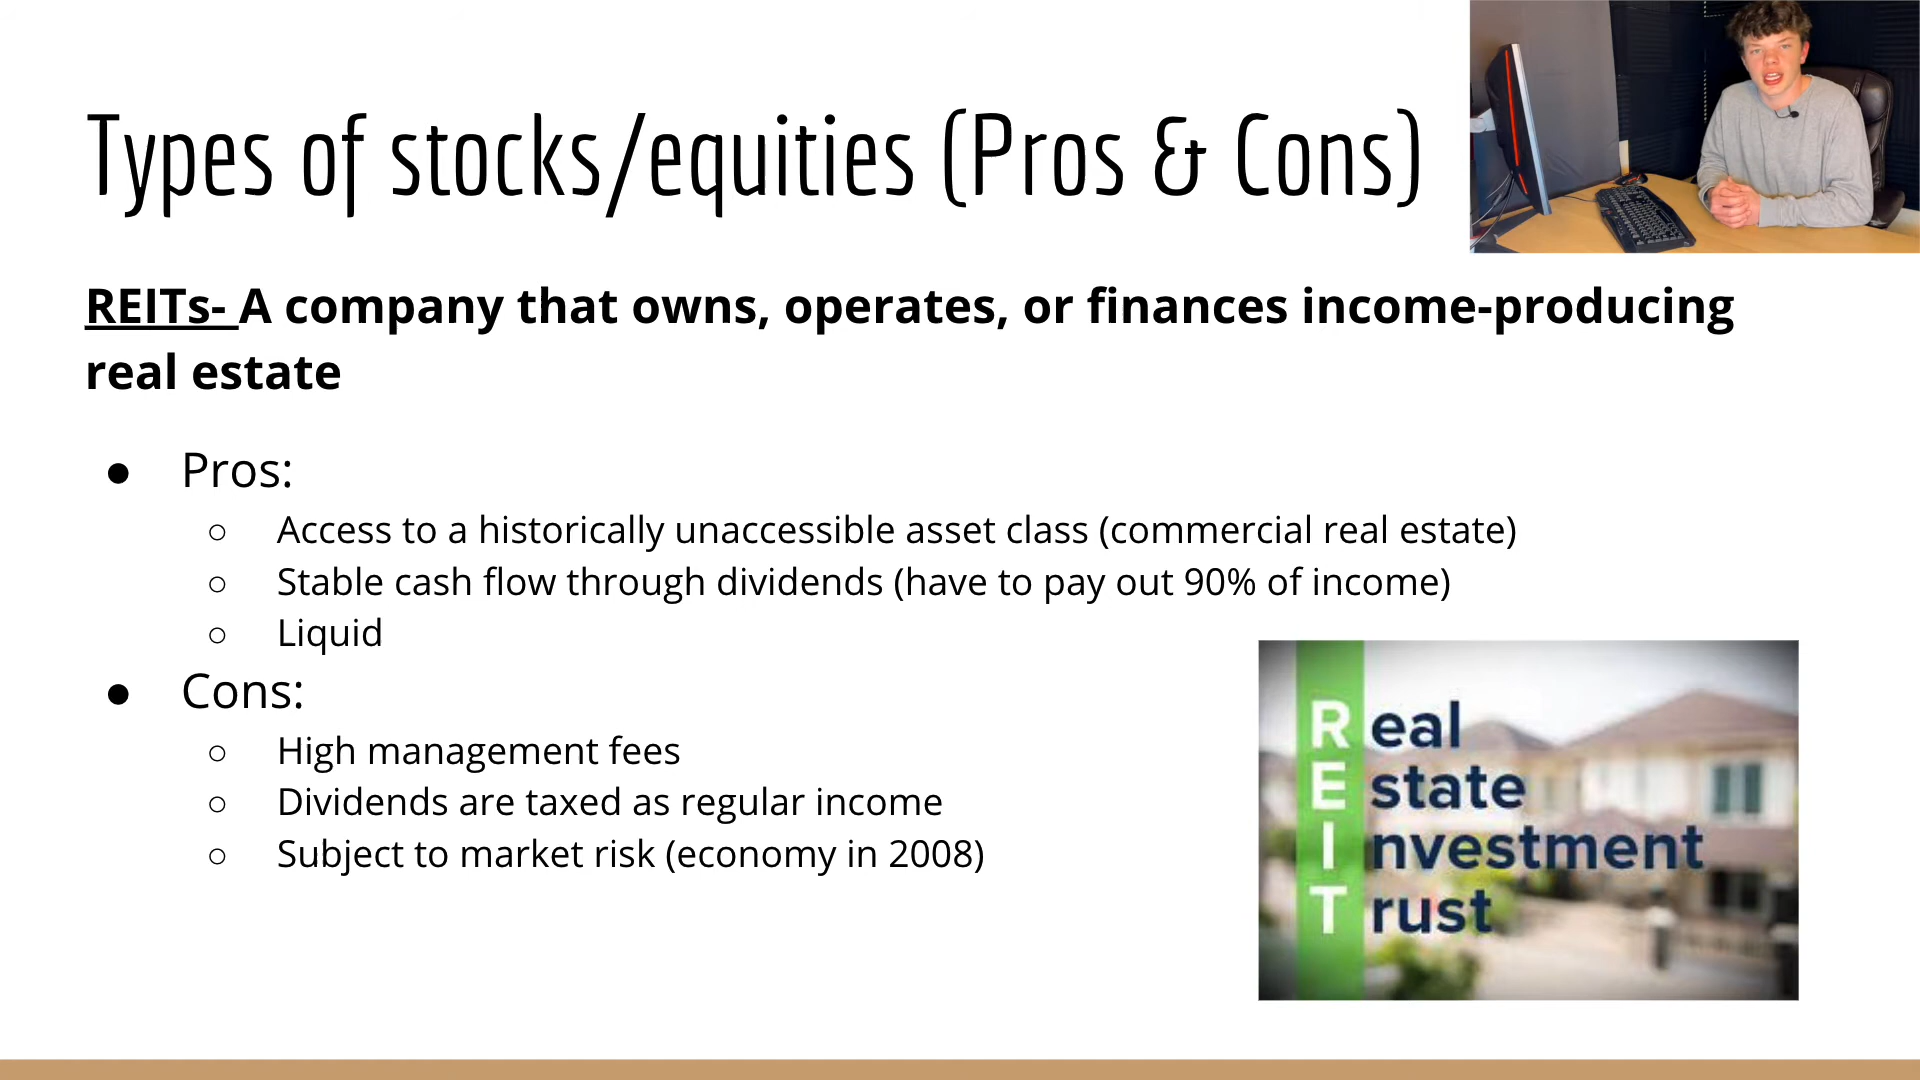 Types of stocks/equities (Pros & Cons)
REITs- A company that owns, operates, or finances income-producing
real estate
● Pros:
○ Access to a historically unaccessible asset class (commercial real estate)
○ Stable cash flow through dividends (have to pay out 90% of income)
○ Liquid
● Cons:
○ High management fees
○ Dividends are taxed as regular income
○ Subject to market risk (economy in 2008)
Real
Estate
Investment
Trust